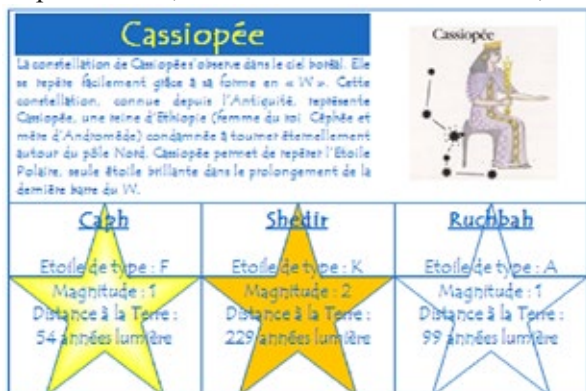 Cassiopée
La constellation de Cassiopée s'observe dans le ciel boréal. Elle
se repère facilement grâce à sa forme en « W ». Cette
constellation, connue depuis l'Antiquité, représente
Cassiopée, une reine d'Ethiopie (femme du roi Céphée et
mère d'Andromède) condamnée à tourner éternellement
autour du pôle Nord. Cassiopée permet de repérer l'Etoile
Polaire, seule étoile brillante dans le prolongement de la
dernière barre du W.
Cassiopée
Caph
Etoile de type : F
Magnitude : 1
Distance à la Terre :
54 années lumière
Shedir
Etoile de type : K
Magnitude : 2
Distance à la Terre :
229 années lumière
Ruchbah
Etoile de type : A
Magnitude : 1
Distance à la Terre :
99 années lumière